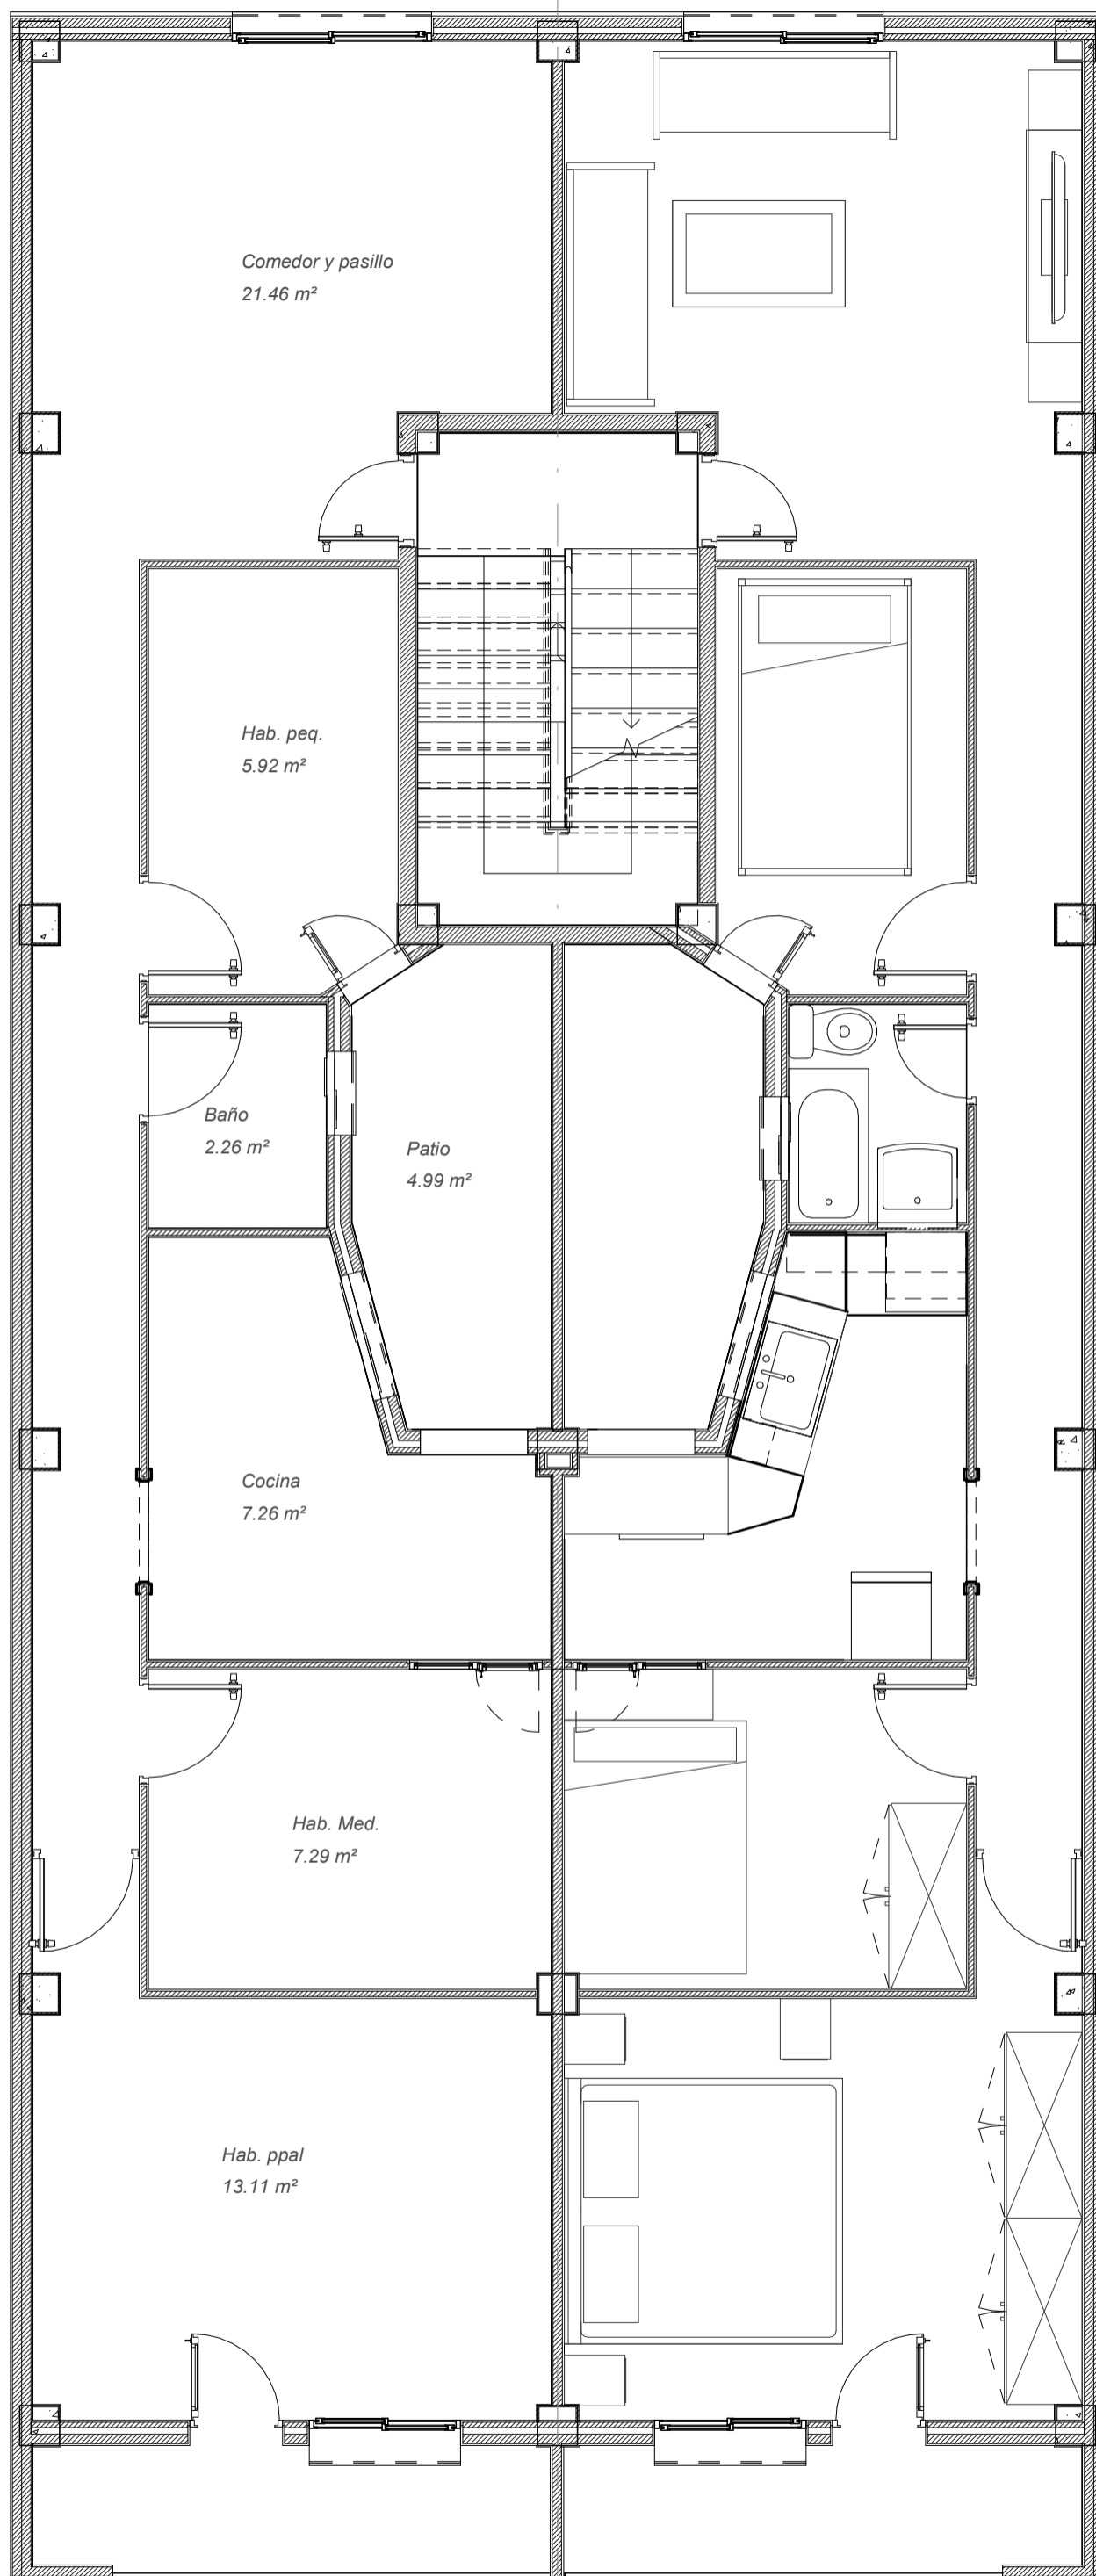 Comedor y pasillo
21.46 m²
Hab. peq.
5.92 m²
Baño
2.26 m²
Patio
4.99 m²
Cocina
7.26 m²
Hab. Med.
7.29 m²
Hab. ppal
13.11 m²